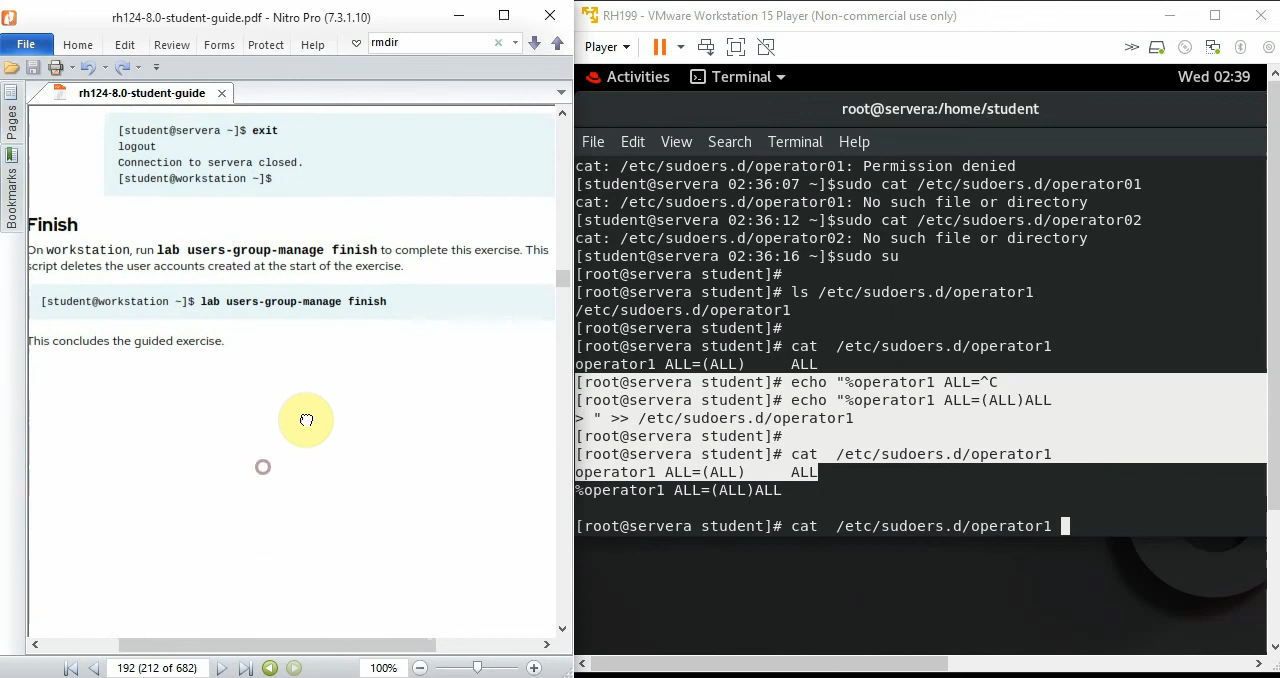 rh124-8.0-student-guide.pdf - Nitro Pro (7.3.1.10)
File Home Edit Review Forms Protect Help rmdir
rh124-8.0-student-guide
Pages
Bookmarks
[student@servera ~]$ exit
logout
Connection to servera closed.
[student@workstation ~]$
Finish
On workstation, run lab users-group-manage finish to complete this exercise. This
script deletes the user accounts created at the start of the exercise.
[student@workstation ~]$ lab users-group-manage finish
This concludes the guided exercise.
192 (212 of 682)
100%
RH199 - VMware Workstation 15 Player (Non-commercial use only)
Player
Activities Terminal Wed 02:39
root@servera:/home/student
File Edit View Search Terminal Help
cat: /etc/sudoers.d/operator01: Permission denied
[student@servera 02:36:07 ~]$sudo cat /etc/sudoers.d/operator01
cat: /etc/sudoers.d/operator01: No such file or directory
[student@servera 02:36:12 ~]$sudo cat /etc/sudoers.d/operator02
cat: /etc/sudoers.d/operator02: No such file or directory
[student@servera 02:36:16 ~]$sudo su
[root@servera student]#
[root@servera student]# ls /etc/sudoers.d/operator1
/etc/sudoers.d/operator1
[root@servera student]#
[root@servera student]# cat  /etc/sudoers.d/operator1
operator1 ALL=(ALL)     ALL
[root@servera student]# echo "%operator1 ALL=^C
[root@servera student]# echo "%operator1 ALL=(ALL)ALL
> " >> /etc/sudoers.d/operator1
[root@servera student]#
[root@servera student]# cat  /etc/sudoers.d/operator1
operator1 ALL=(ALL)     ALL
%operator1 ALL=(ALL)ALL
[root@servera student]# cat  /etc/sudoers.d/operator1